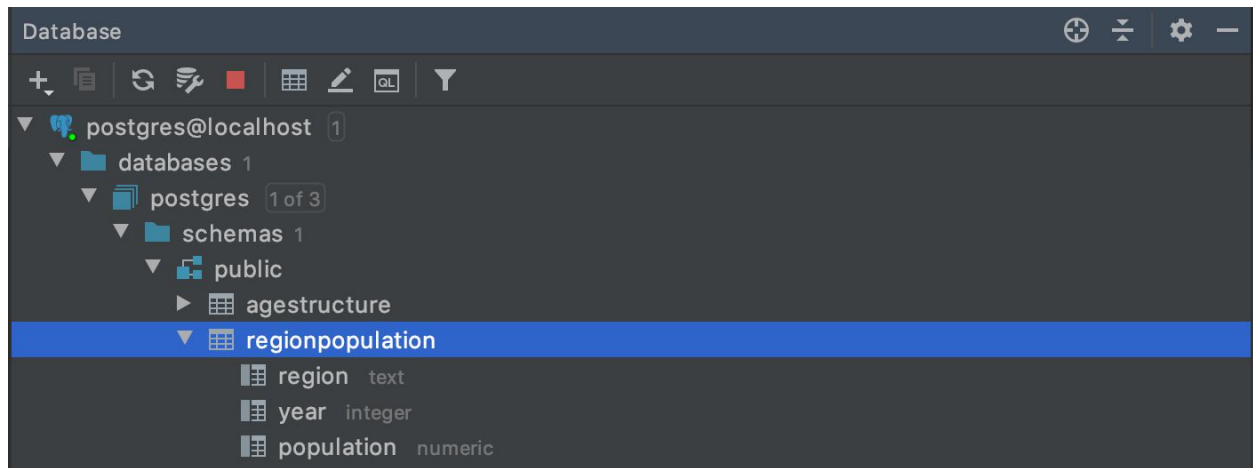 Database
QL
postgres@localhost 1
databases 1
postgres 1 of 3
schemas 1
public
agestructure
regionpopulation
region text
year integer
population numeric